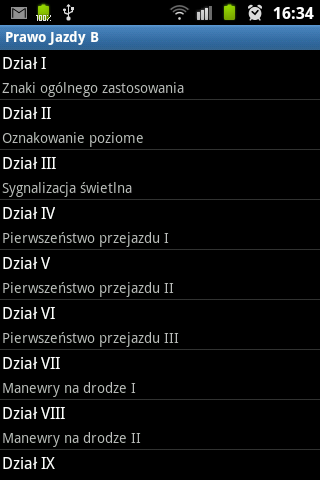 100%
16:34
Prawo Jazdy B
Dział I
Znaki ogólnego zastosowania
Dział II
Oznakowanie poziome
Dział III
Sygnalizacja świetlna
Dział IV
Pierwszeństwo przejazdu I
Dział V
Pierwszeństwo przejazdu II
Dział VI
Pierwszeństwo przejazdu III
Dział VII
Manewry na drodze I
Dział VIII
Manewry na drodze II
Dział IX